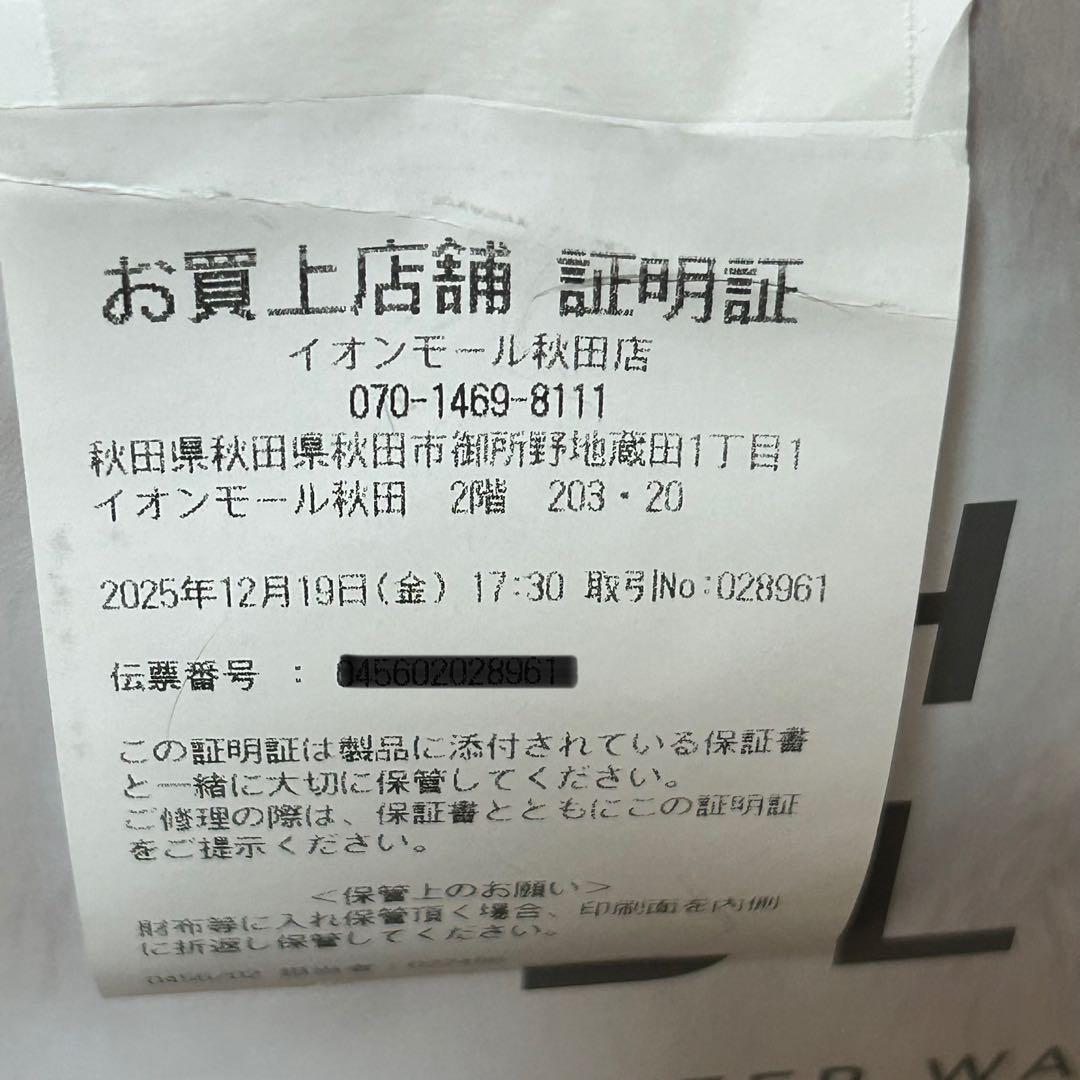 お買上店舗 証明証
イオンモール秋田店
070-1469-8111
秋田県秋田県秋田市御所野地蔵田1丁目1
イオンモール秋田 2階 203・20
2025年12月19日(金) 17:30 取引No:028961
伝票番号 : 045602028961
この証明証は製品に添付されている保証書
と一緒に大切に保管してください。
ご修理の際は、保証書とともにこの証明証
をご提示ください。
<保管上のお願い>
財布等に入れ保管頂く場合、印刷面を内側
に折返し保管してください。
0456/02 担当者 :